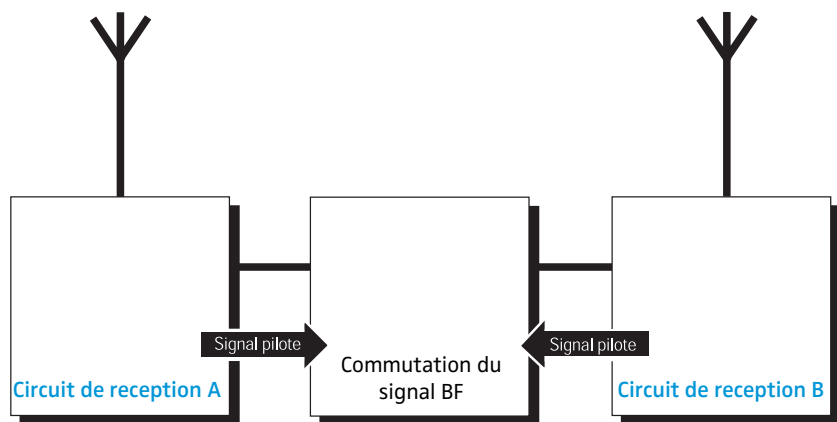 Signal pilote
Signal pilote
Commutation du
signal BF
Circuit de reception A
Circuit de reception B